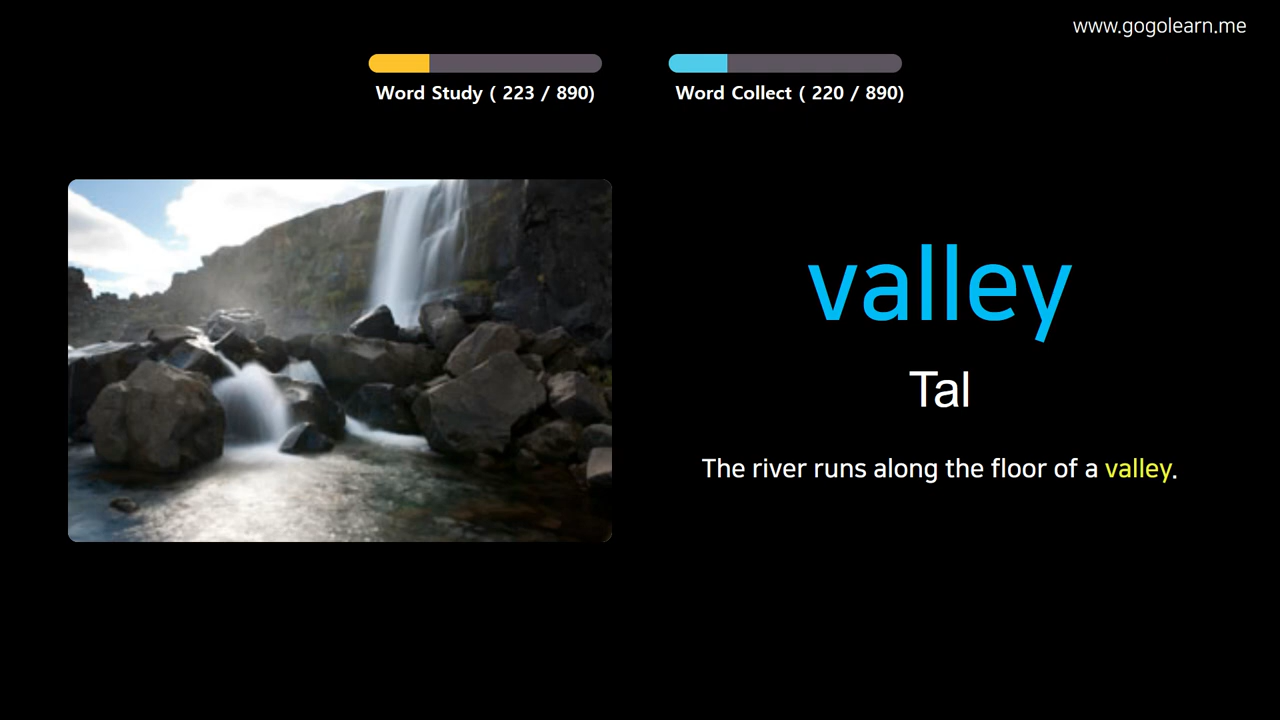 www.gogolearn.me
Word Study ( 223 / 890)
Word Collect ( 220 / 890)
valley
Tal
The river runs along the floor of a valley.